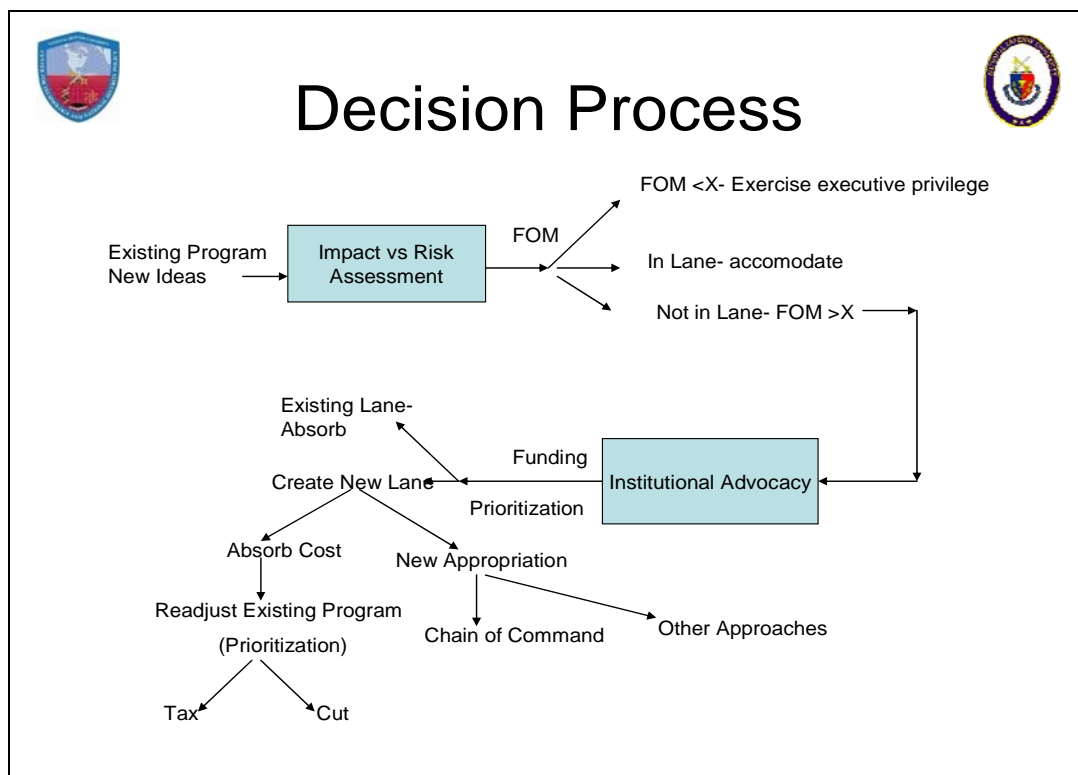 Decision Process
FOM <X- Exercise executive privilege
FOM
Existing Program
New Ideas
Impact vs Risk
Assessment
In Lane- accomodate
Not in Lane- FOM >X
Existing Lane-
Absorb
Funding
Institutional Advocacy
Create New Lane
Prioritization
Absorb Cost
New Appropriation
Readjust Existing Program
(Prioritization)
Chain of Command
Other Approaches
Tax
Cut